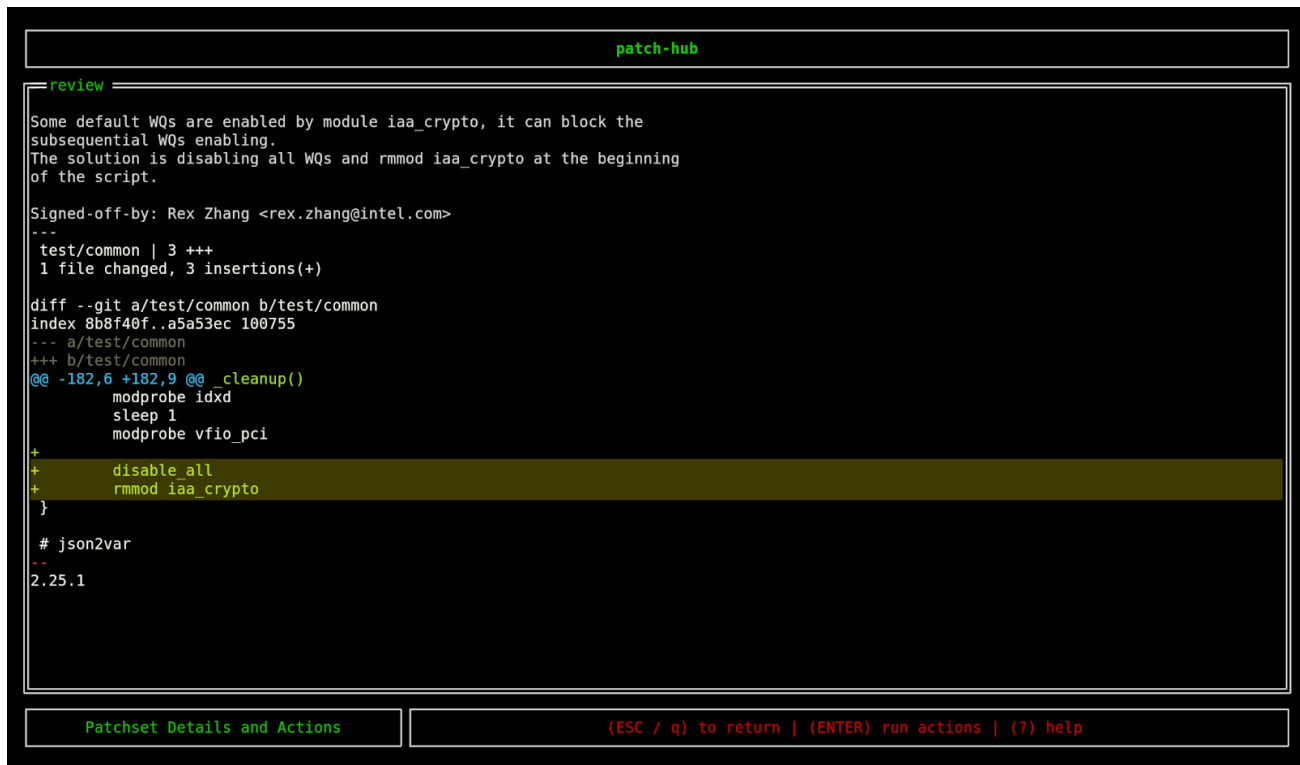 patch-hub
review
Some default WQs are enabled by module iaa_crypto, it can block the
subsequential WQs enabling.
The solution is disabling all WQs and rmmod iaa_crypto at the beginning
of the script.
Signed-off-by: Rex Zhang <rex.zhang@intel.com>
---
 test/common | 3 +++
 1 file changed, 3 insertions(+)
diff --git a/test/common b/test/common
index 8b8f40f..a5a53ec 100755
--- a/test/common
+++ b/test/common
@@ -182,6 +182,9 @@ _cleanup()
         modprobe idxd
         sleep 1
         modprobe vfio_pci
+
+        disable_all
+        rmmod iaa_crypto
 }
 # json2var
--
2.25.1
Patchset Details and Actions
(ESC / q) to return | (ENTER) run actions | (?) help